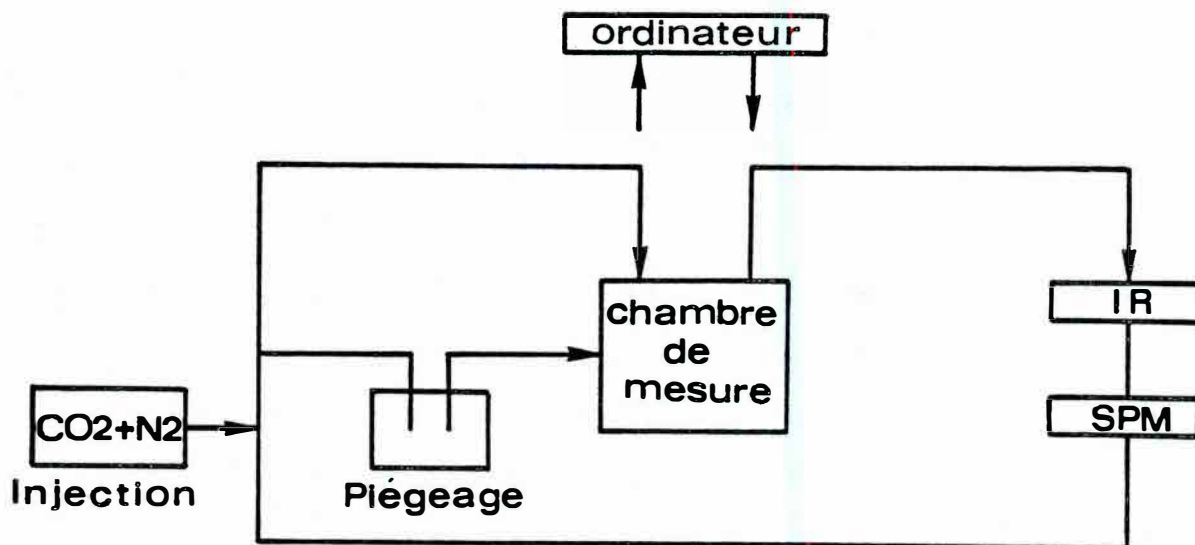 ordinateur
chambre
de
mesure
IR
SPM
CO2+N2
Injection
Piégeage